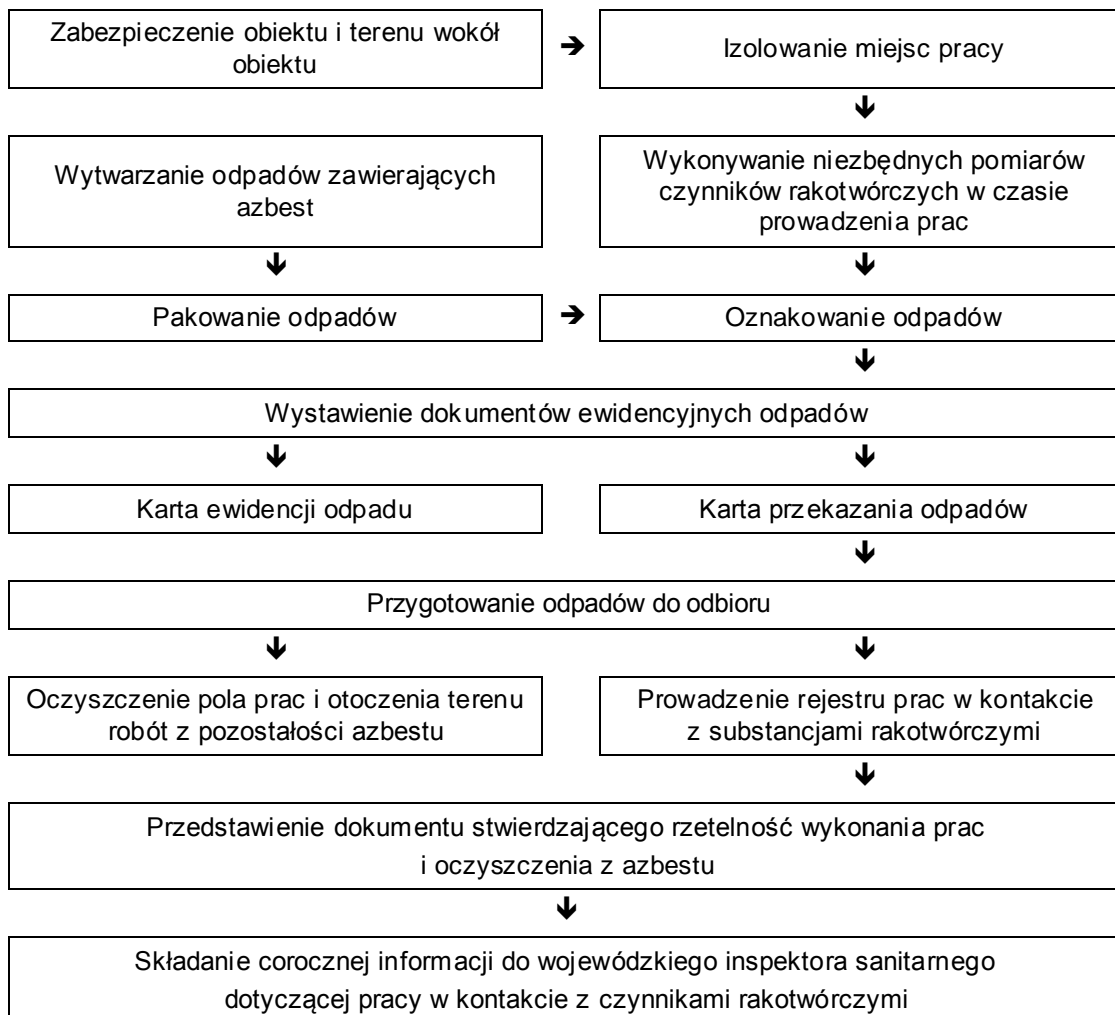 Zabezpieczenie obiektu i terenu wokół
obiektu
➔
Izolowanie miejsc pracy
Wytwarzanie odpadów zawierających
azbest
Wykonywanie niezbędnych pomiarów
czynników rakotwórczych w czasie
prowadzenia prac
Pakowanie odpadów
➔
Oznakowanie odpadów
Wystawienie dokumentów ewidencyjnych odpadów
Karta ewidencji odpadu
Karta przekazania odpadów
Przygotowanie odpadów do odbioru
Oczyszczenie pola prac i otoczenia terenu
robót z pozostałości azbestu
Prowadzenie rejestru prac w kontakcie
z substancjami rakotwórczymi
Przedstawienie dokumentu stwierdzającego rzetelność wykonania prac
i oczyszczenia z azbestu
Składanie corocznej informacji do wojewódzkiego inspektora sanitarnego
dotyczącej pracy w kontakcie z czynnikami rakotwórczymi